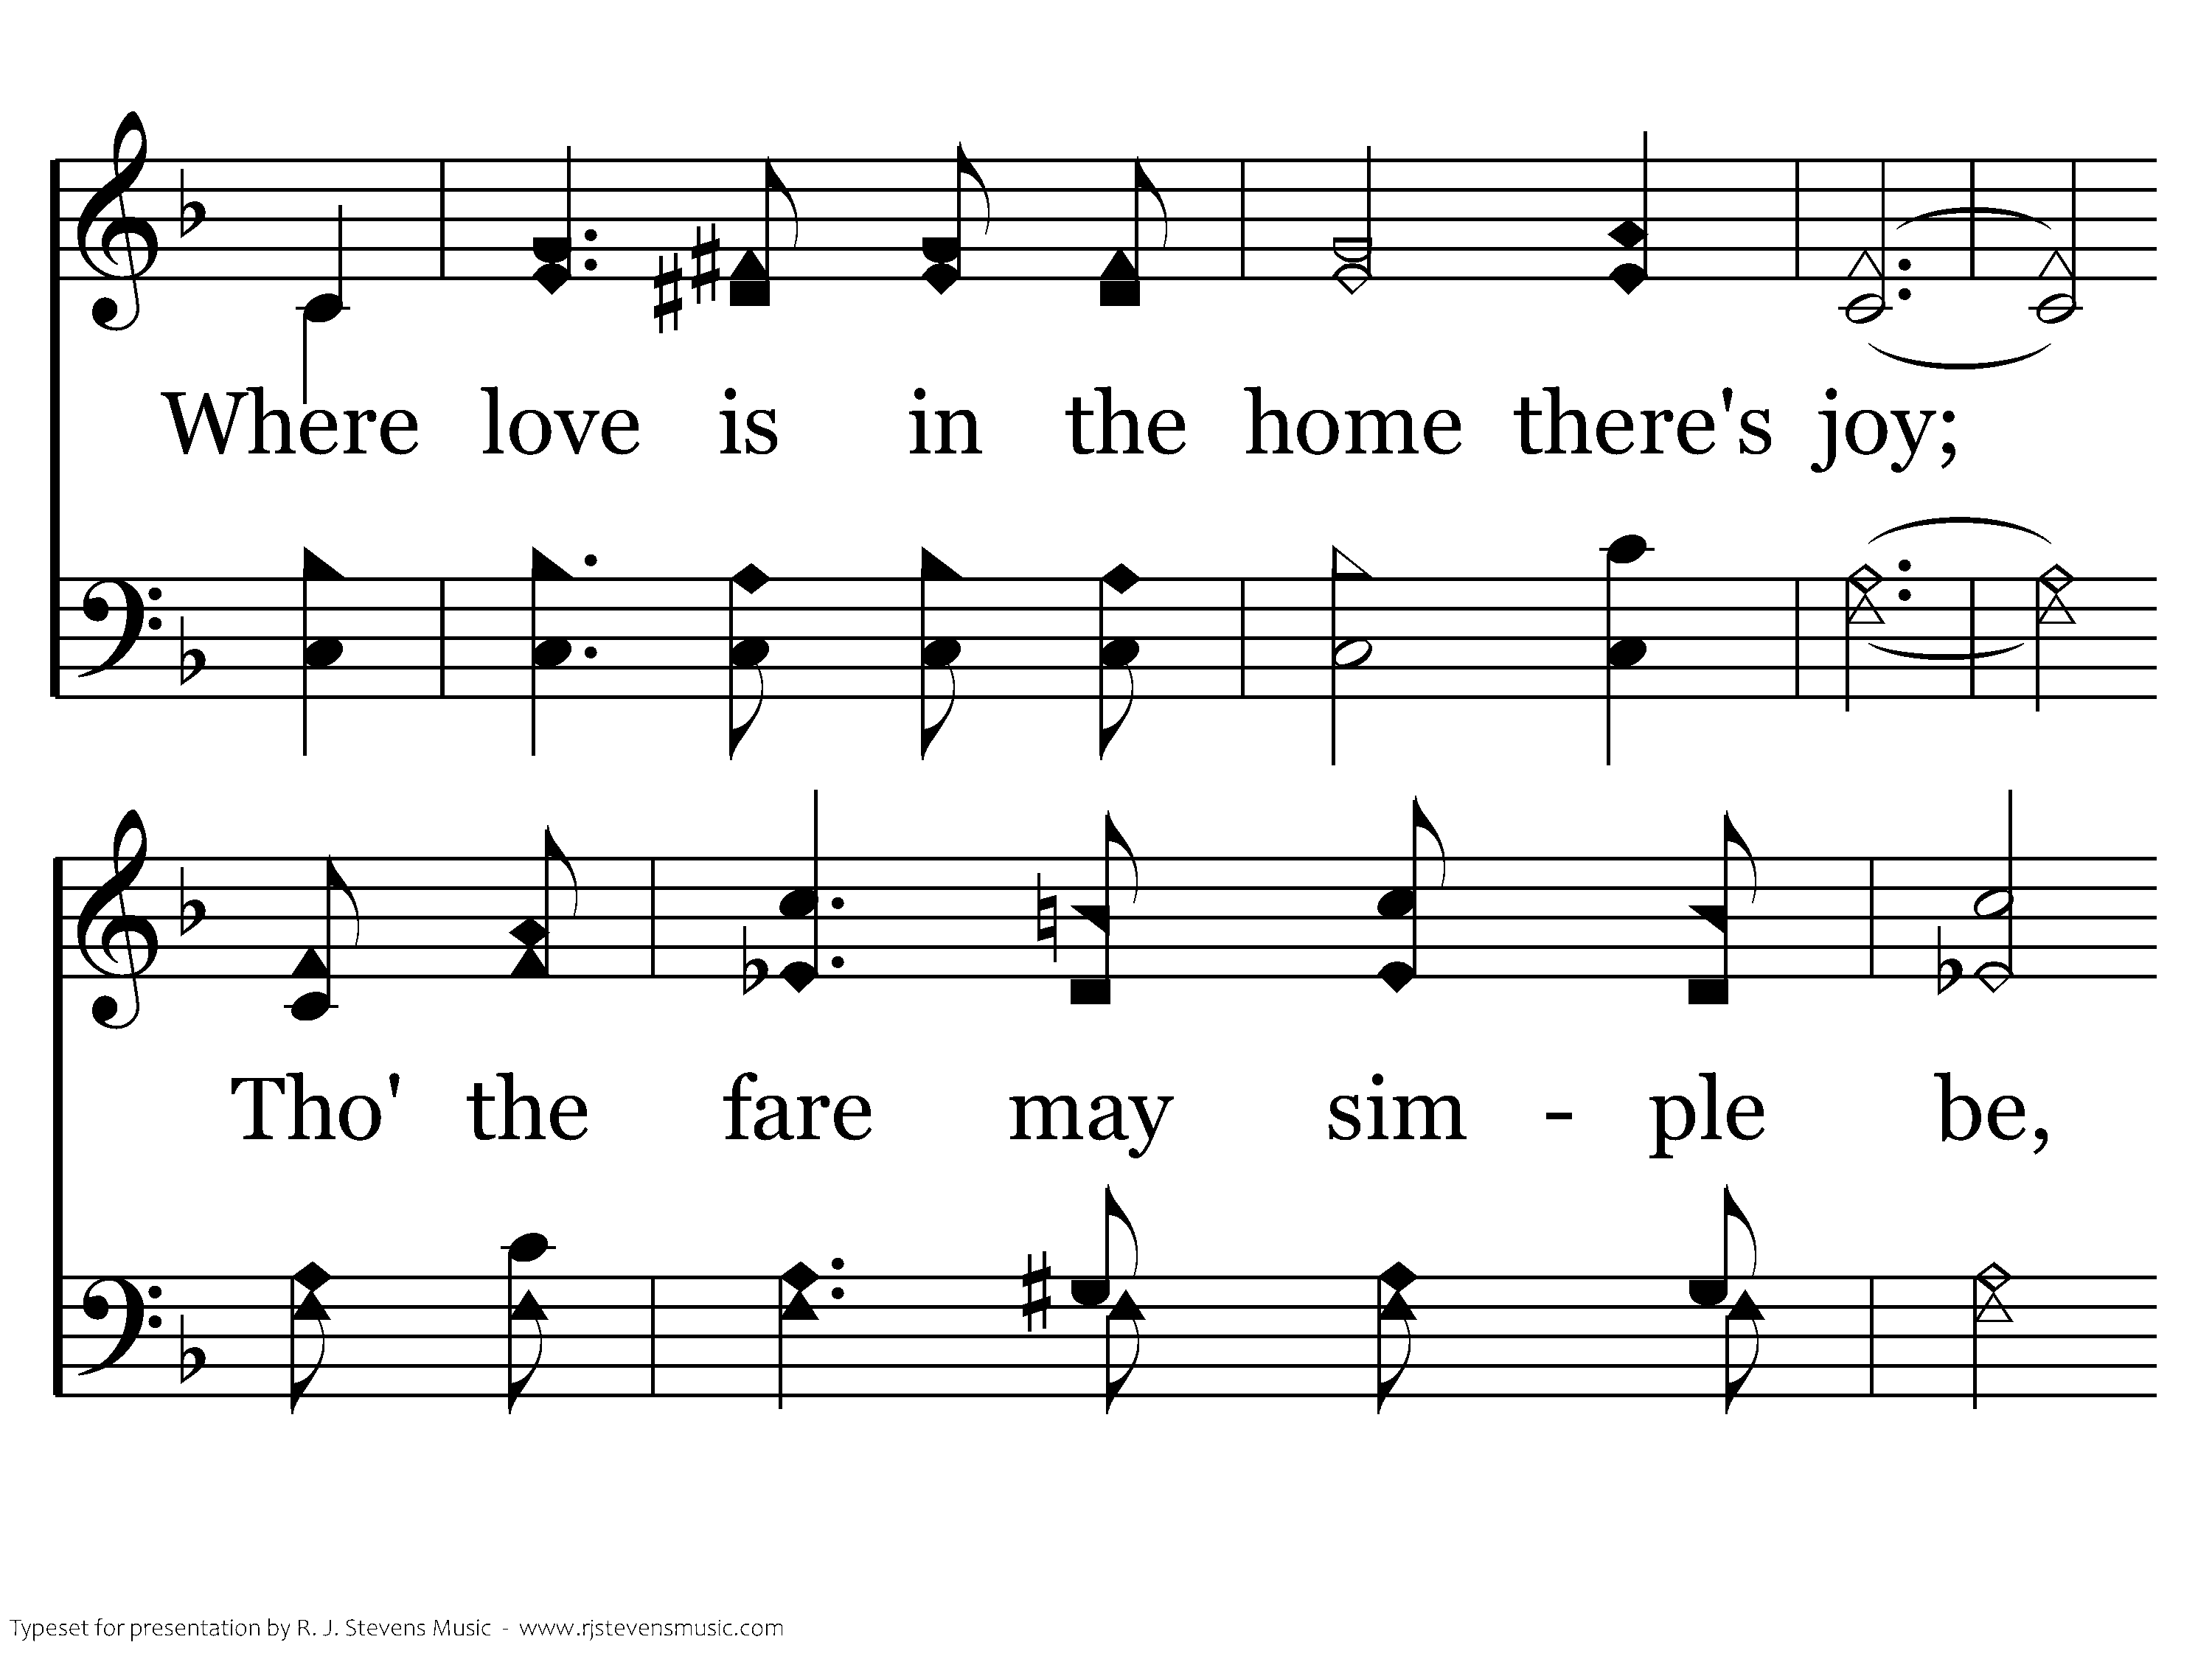 Where love is in the home there's joy;
Tho' the fare may sim - ple be,
Typeset for presentation by R. J. Stevens Music - www.rjstevensmusic.com